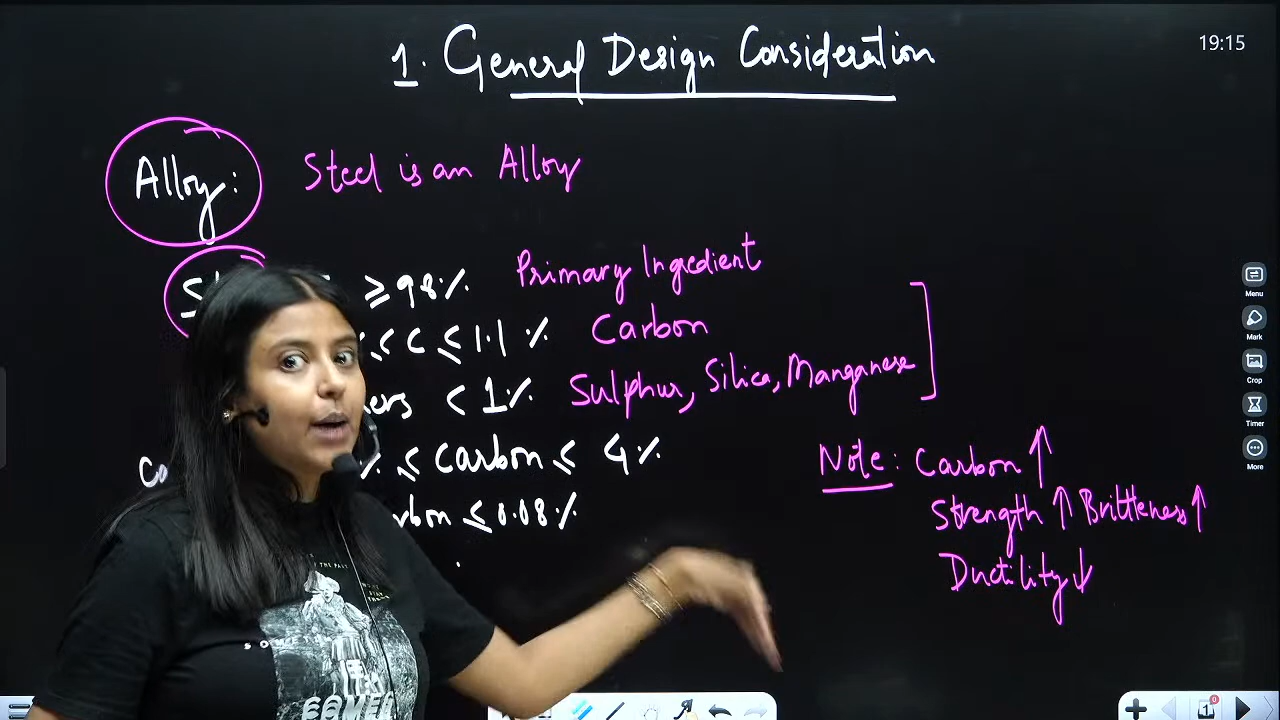 1. General Design Consideration
19:15
Alloy: Steel is an Alloy
≥98% Primary Ingredient
≤ C ≤ 1.1 % Carbon
< 1% Sulphur, Silica, Manganese
% ≤ Carbon ≤ 4%
≤ 0.08%
Note: Carbon ↑
Strength ↑ Brittleness ↑
Ductility ↓
Menu
Mark
Crop
Timer
More